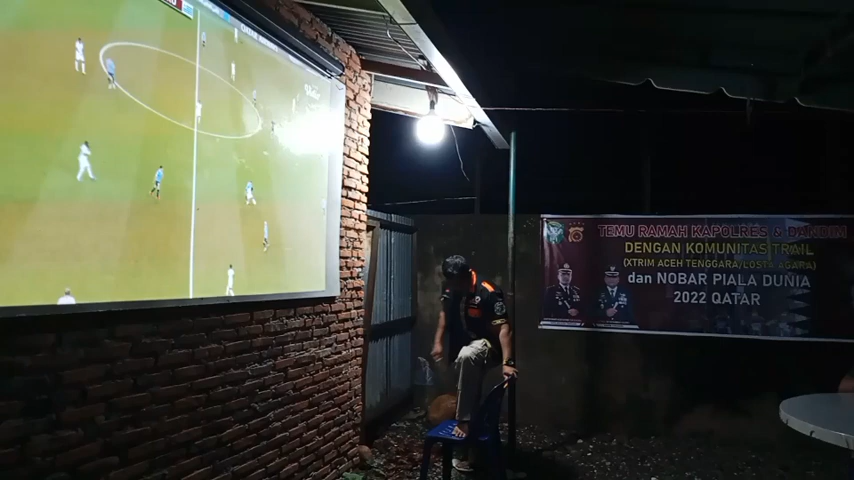 TEMU RAMAH KAPOLRES & DANDIM
DENGAN KOMUNITAS TRAIL
(XTRIM ACEH TENGGARA/LOSTA AGARA)
dan NOBAR PIALA DUNIA
2022 QATAR